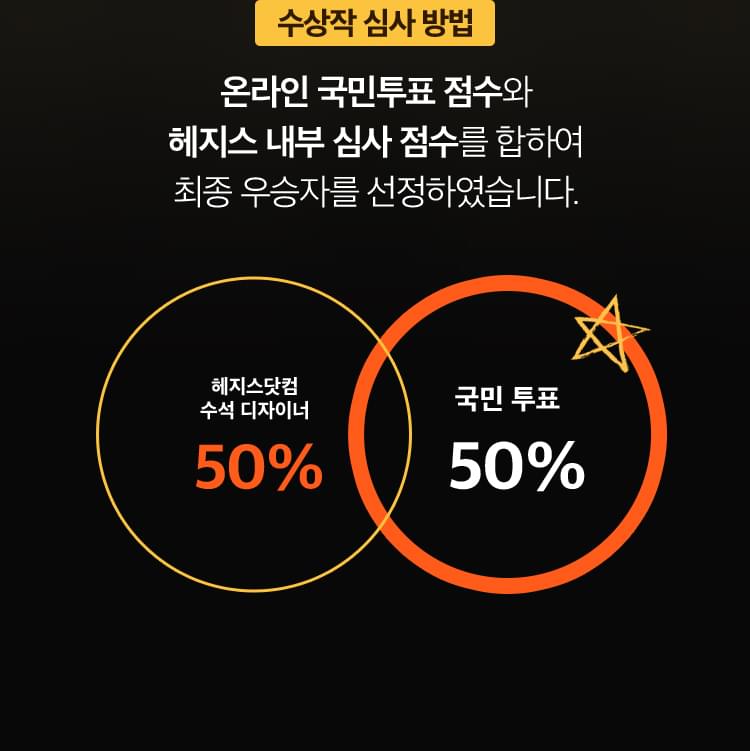 수상작 심사 방법
온라인 국민투표 점수와
헤지스 내부 심사 점수를 합하여
최종 우승자를 선정하였습니다.
헤지스닷컴
수석 디자이너
50%
국민 투표
50%